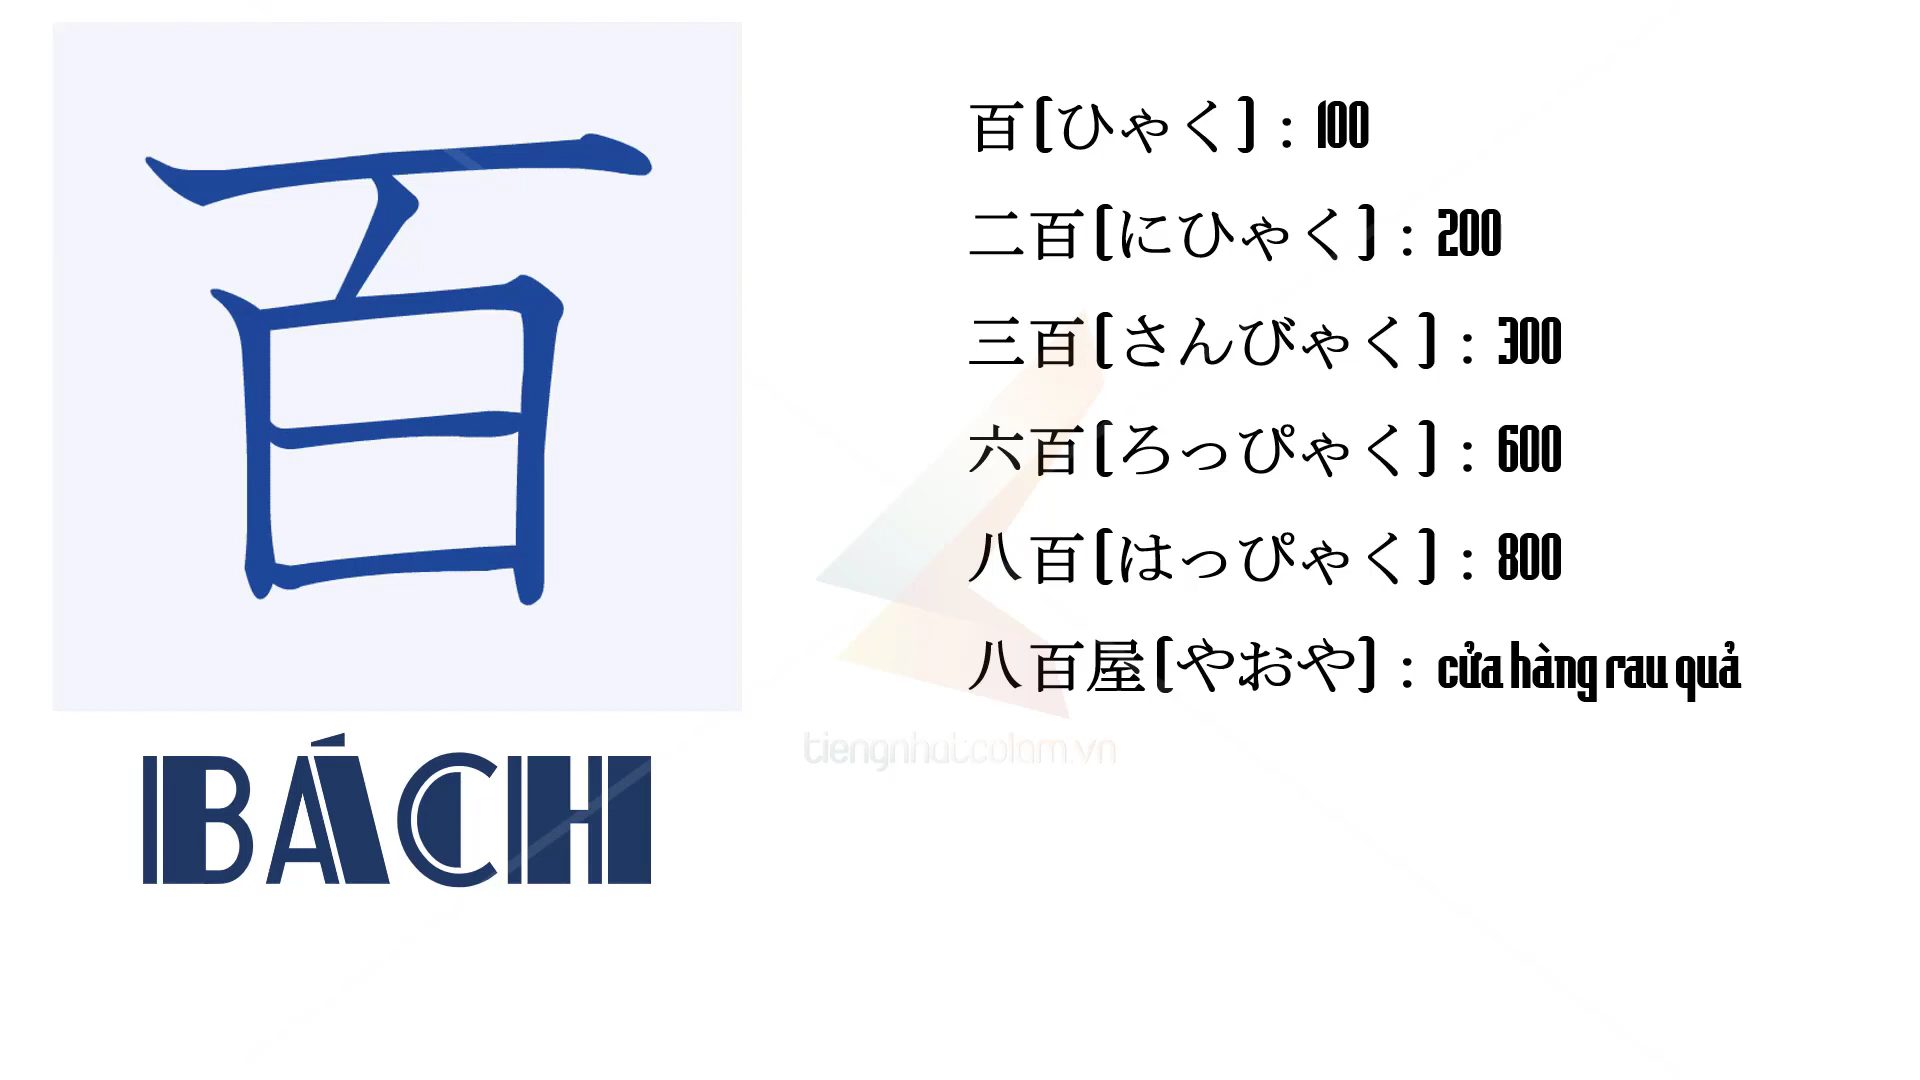 百
BÁCH
百(ひゃく) : 100
二百(にひゃく) : 200
三百(さんびゃく) : 300
六百(ろっぴゃく) : 600
八百(はっぴゃく) : 800
八百屋(やおや) : cửa hàng rau quả
tiengnhatcolam.vn